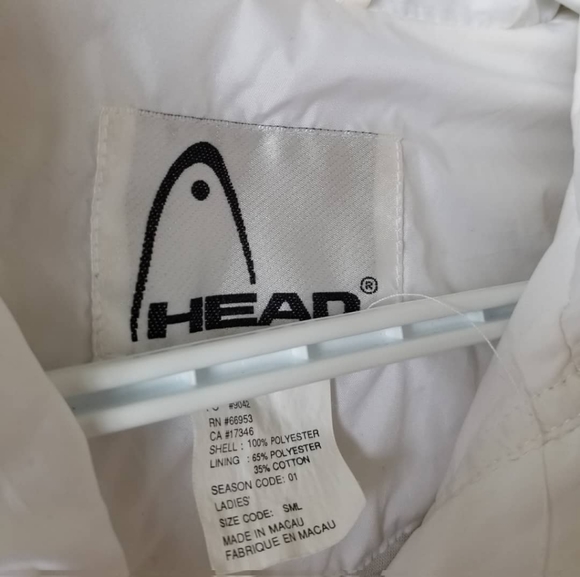 HEAD®
#9042
RN #66953
CA #17346
SHELL : 100% POLYESTER
LINING : 65% POLYESTER
35% COTTON
SEASON CODE: 01
LADIES'
SIZE CODE: SML
MADE IN MACAU
FABRIQUE EN MACAU